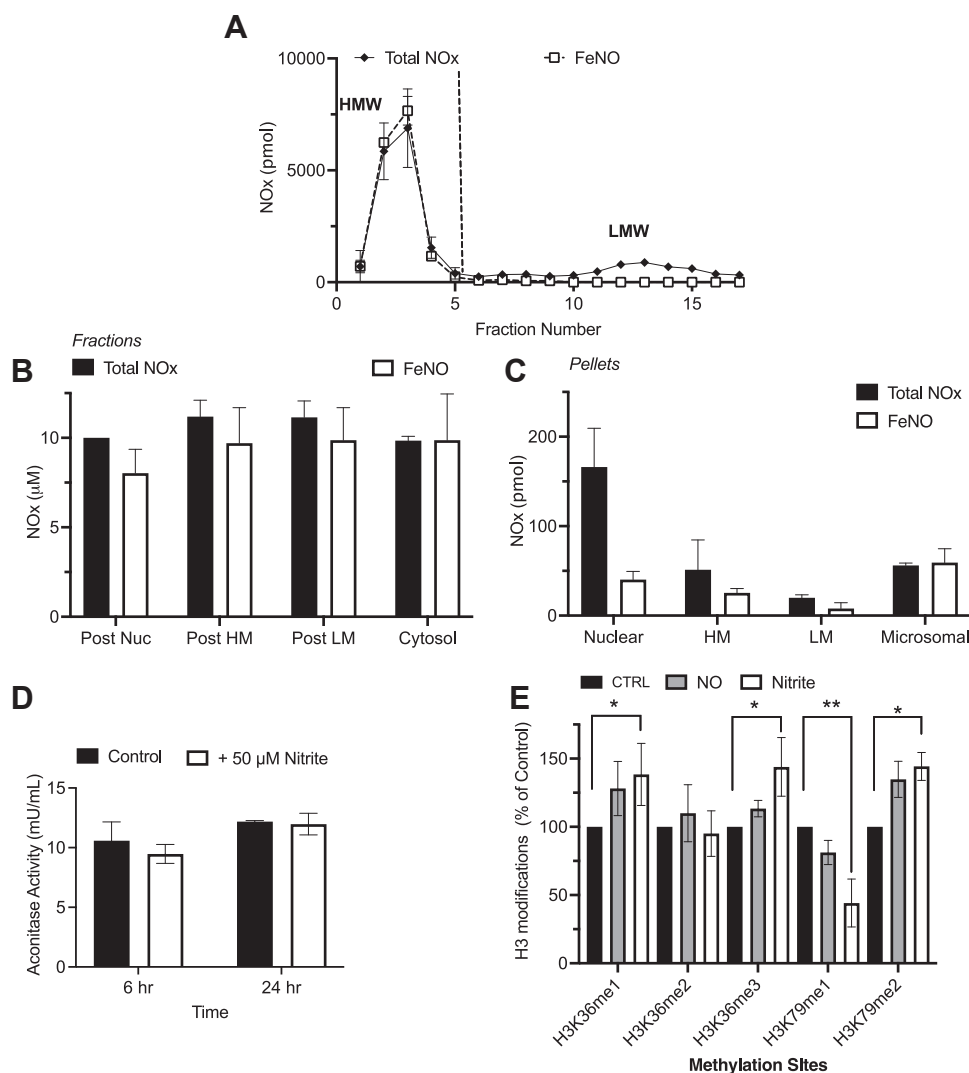 A
Total NOx
FeNO
HMW
LMW
NOx (pmol)
10000
5000
0
0 5 10 15
Fraction Number
B
Fractions
Total NOx
FeNO
NOx (μM)
10
5
0
Post Nuc Post HM Post LM Cytosol
C
Pellets
Total NOx
FeNO
NOx (pmol)
200
100
0
Nuclear HM LM Microsomal
D
Control
+ 50 μM Nitrite
Aconitase Activity (mU/mL)
15
10
5
0
6 hr 24 hr
Time
E
CTRL NO Nitrite
* * ** *
H3 modifications (% of Control)
150
100
50
0
H3K36me1
H3K36me2
H3K36me3
H3K79me1
H3K79me2
Methylation SItes